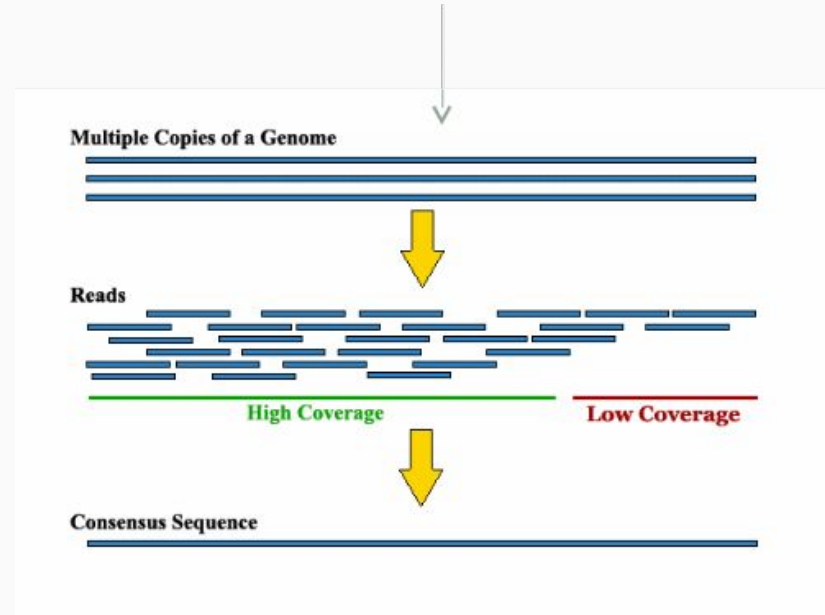 Multiple Copies of a Genome
Reads
High Coverage
Low Coverage
Consensus Sequence